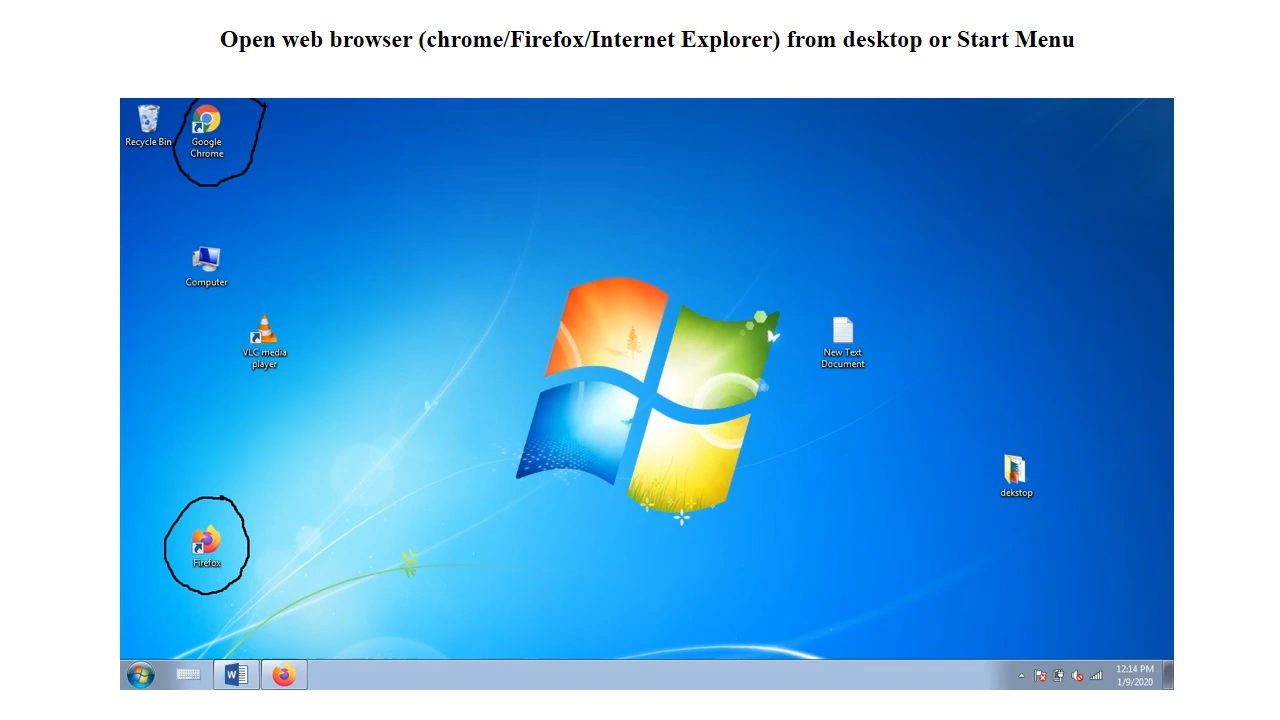 Open web browser (chrome/Firefox/Internet Explorer) from desktop or Start Menu
Recycle Bin
Google
Chrome
Computer
VLC media
player
New Text
Document
dekstop
Firefox
W
12:14 PM
1/9/2020